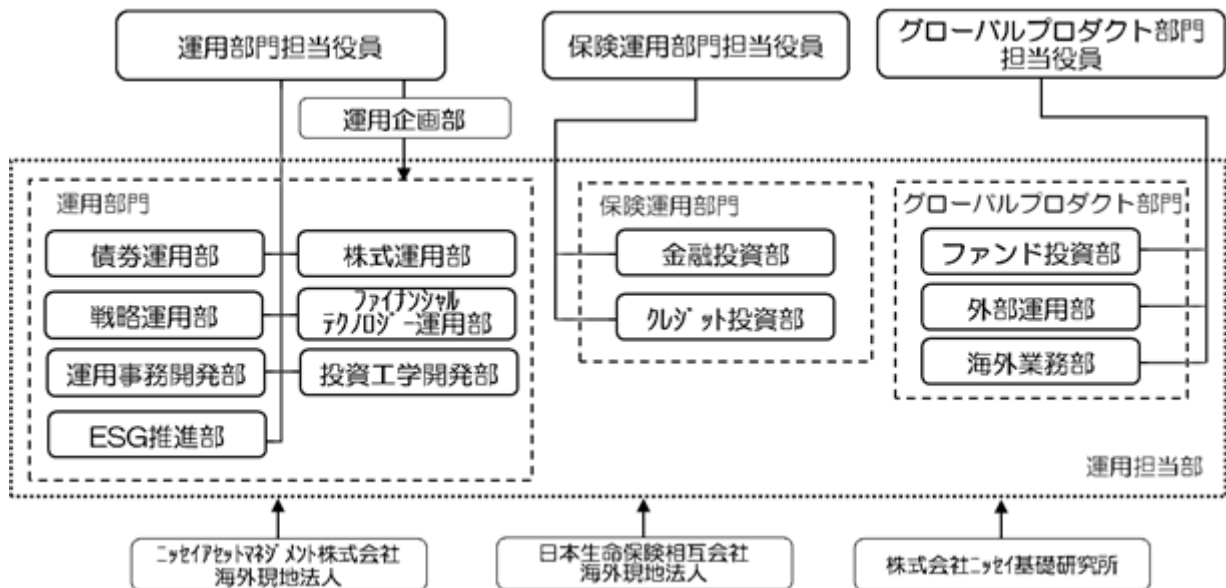 運用部門担当役員
保険運用部門担当役員
グローバルプロダクト部門
担当役員
運用企画部
運用部門
債券運用部
株式運用部
戦略運用部
ファイナンシャル
テクノロジー運用部
運用事務開発部
投資工学開発部
ESG推進部
保険運用部門
金融投資部
クレジット投資部
グローバルプロダクト部門
ファンド投資部
外部運用部
海外業務部
運用担当部
ニッセイアセットマネジメント株式会社
海外現地法人
日本生命保険相互会社
海外現地法人
株式会社ニッセイ基礎研究所